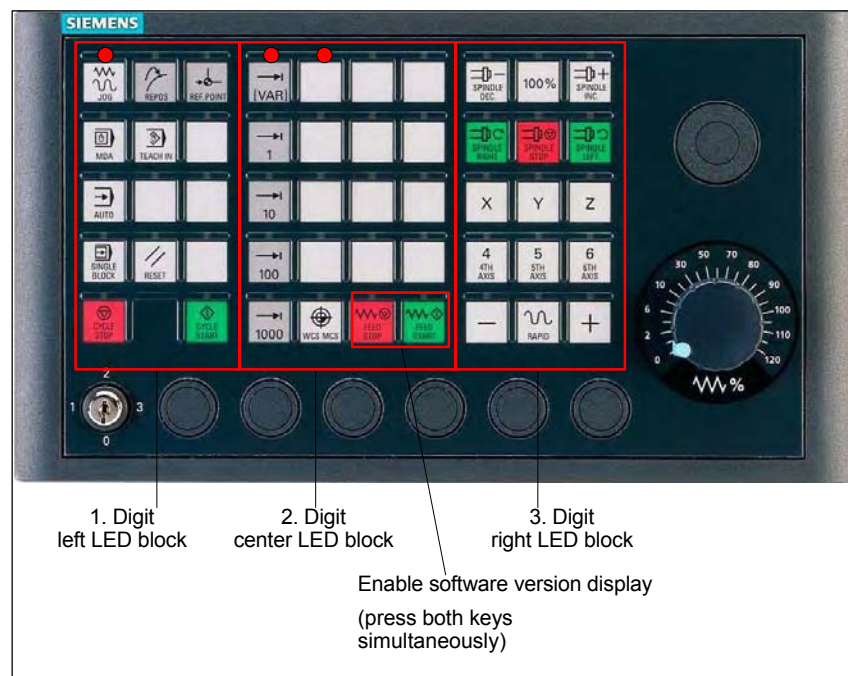 SIEMENS
JOG
REPOS
REF.POINT
[VAR]
SPINDLE DEC.
100%
SPINDLE INC.
MDA
TEACH IN
1
SPINDLE RIGHT
SPINDLE STOP
SPINDLE LEFT
AUTO
10
X
Y
Z
SINGLE BLOCK
RESET
100
4
4TH AXIS
5
5TH AXIS
6
6TH AXIS
CYCLE STOP
CYCLE START
1000
WCS MCS
FEED STOP
FEED START
−
RAPID
+
0
2
6
10
30
50
70
80
90
100
110
120
%
2
1
3
0
1. Digit
left LED block
2. Digit
center LED block
3. Digit
right LED block
Enable software version display
(press both keys
simultaneously)